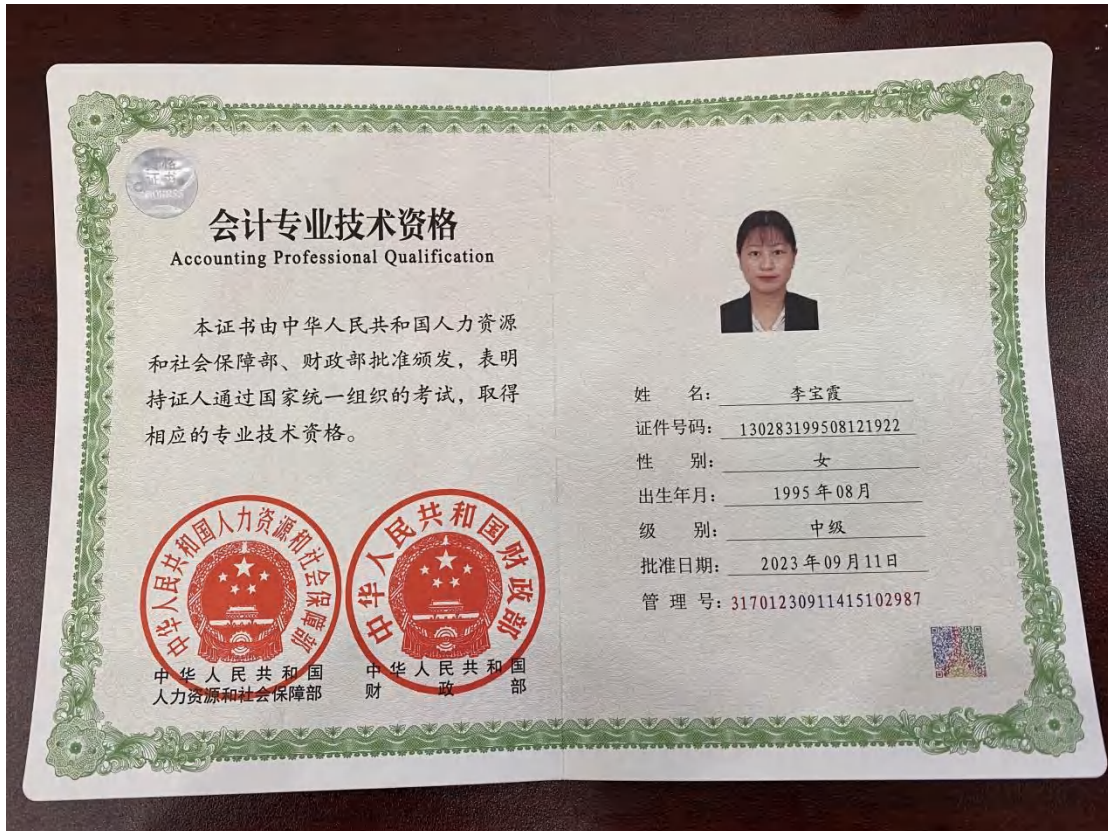 会计专业技术资格
Accounting Professional Qualification
本证书由中华人民共和国人力资源
和社会保障部、财政部批准颁发，表明
持证人通过国家统一组织的考试，取得
相应的专业技术资格。
中华人民共和国人力资源和社会保障部
中华人民共和国
人力资源和社会保障部
中华人民共和国财政部
中华人民共和国
财政部
姓 名： 李宝霞
证件号码： 130283199508121922
性 别： 女
出生年月： 1995年08月
级 别： 中级
批准日期： 2023年09月11日
管 理 号： 31701230911415102987